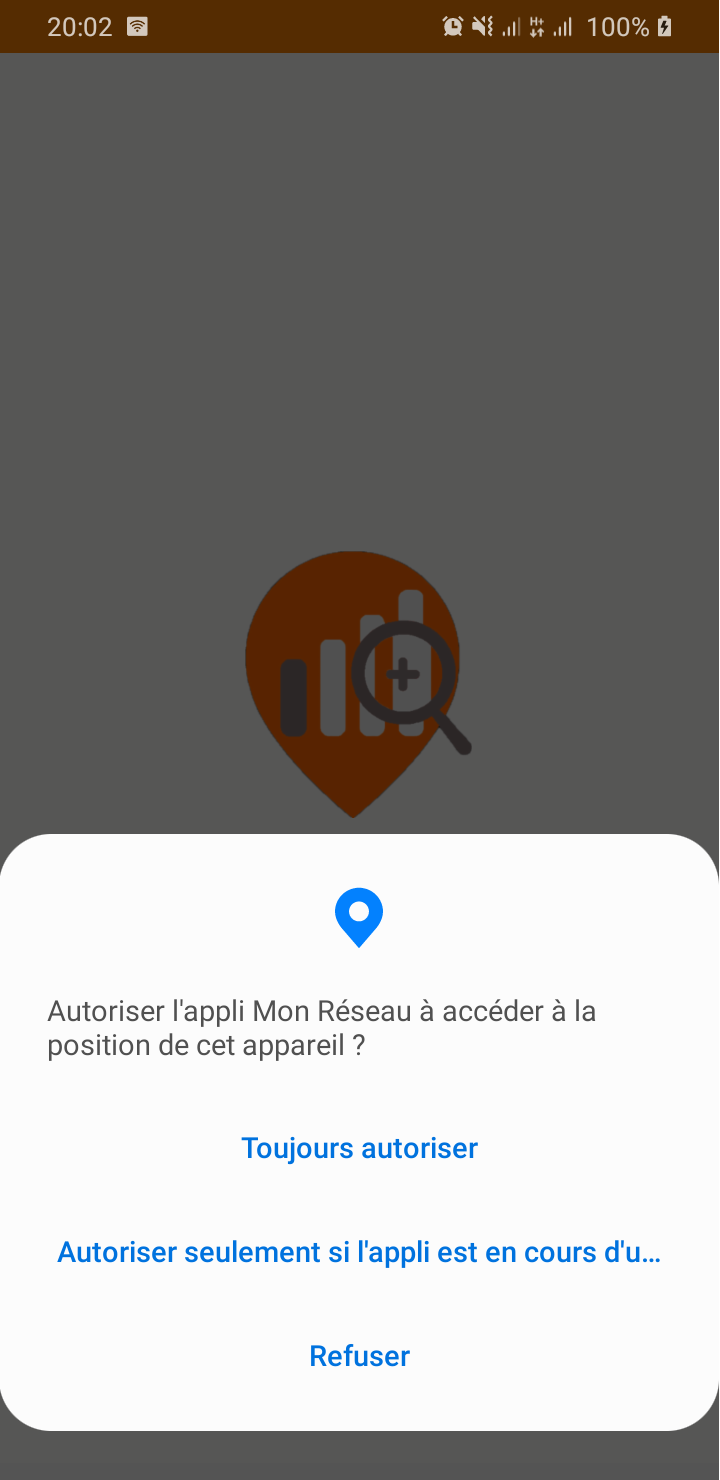 20:02 H+ 100%
Autoriser l'appli Mon Réseau à accéder à la
position de cet appareil ?
Toujours autoriser
Autoriser seulement si l'appli est en cours d'u...
Refuser